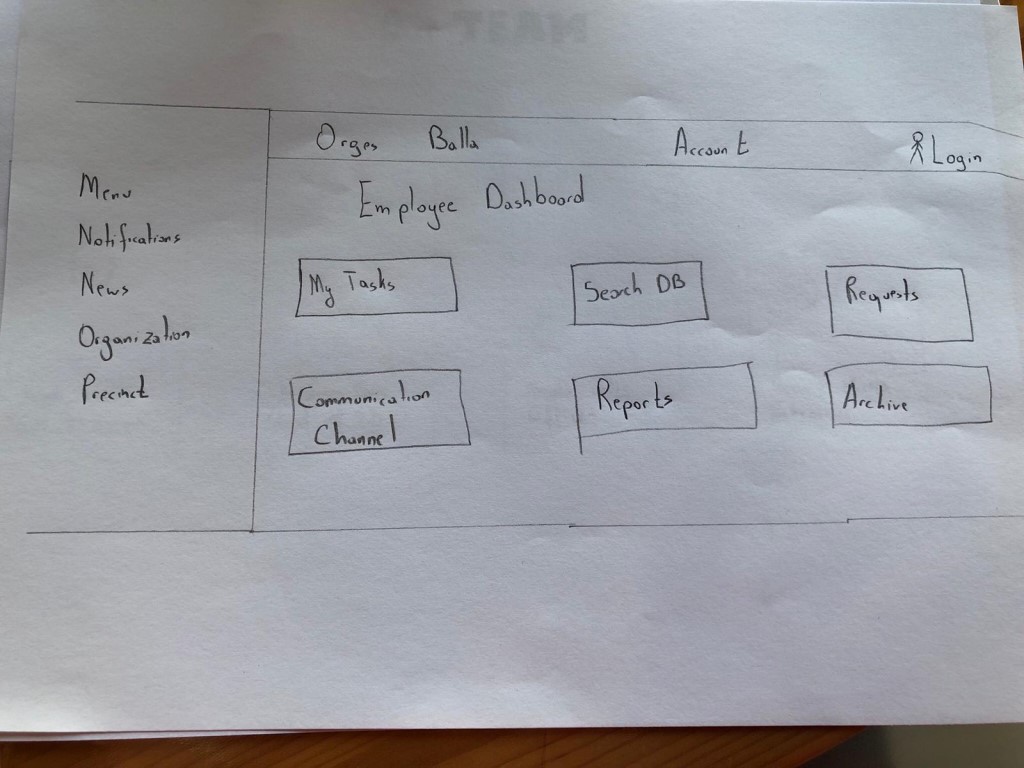 Orges Balla Account Login
Menu
Notifications
News
Organization
Precinct
Employee Dashboard
My Tasks
Search DB
Requests
Communication
Channel
Reports
Archive